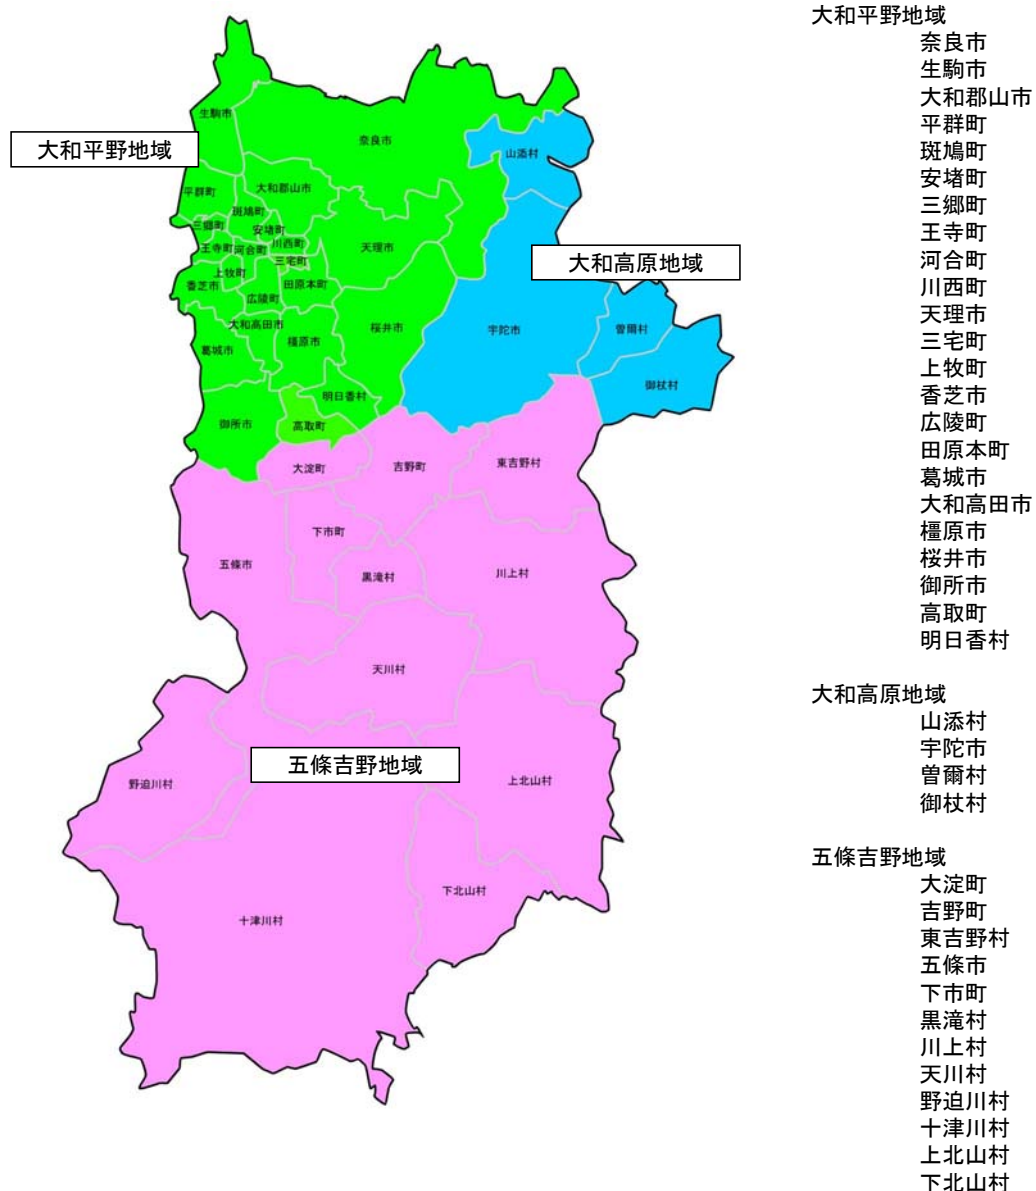 大和平野地域
奈良市
生駒市
大和郡山市
平群町
斑鳩町
安堵町
三郷町
王寺町
河合町
川西町
天理市
三宅町
上牧町
香芝市
広陵町
田原本町
葛城市
大和高田市
橿原市
桜井市
御所市
高取町
明日香村
大和高原地域
山添村
宇陀市
曽爾村
御杖村
五條吉野地域
大淀町
吉野町
東吉野村
五條市
下市町
黒滝村
川上村
天川村
野迫川村
十津川村
上北山村
下北山村
大和平野地域
生駒市
奈良市
山添村
平群町
大和郡山市
斑鳩町
三郷町
安堵町
王寺町
河合町
川西町
天理市
三宅町
上牧町
香芝市
田原本町
広陵町
大和高原地域
大和高田市
桜井市
宇陀市
曽爾村
葛城市
橿原市
御杖村
明日香村
御所市
高取町
大淀町
吉野町
東吉野村
下市町
五條市
黒滝村
川上村
天川村
五條吉野地域
野迫川村
上北山村
下北山村
十津川村